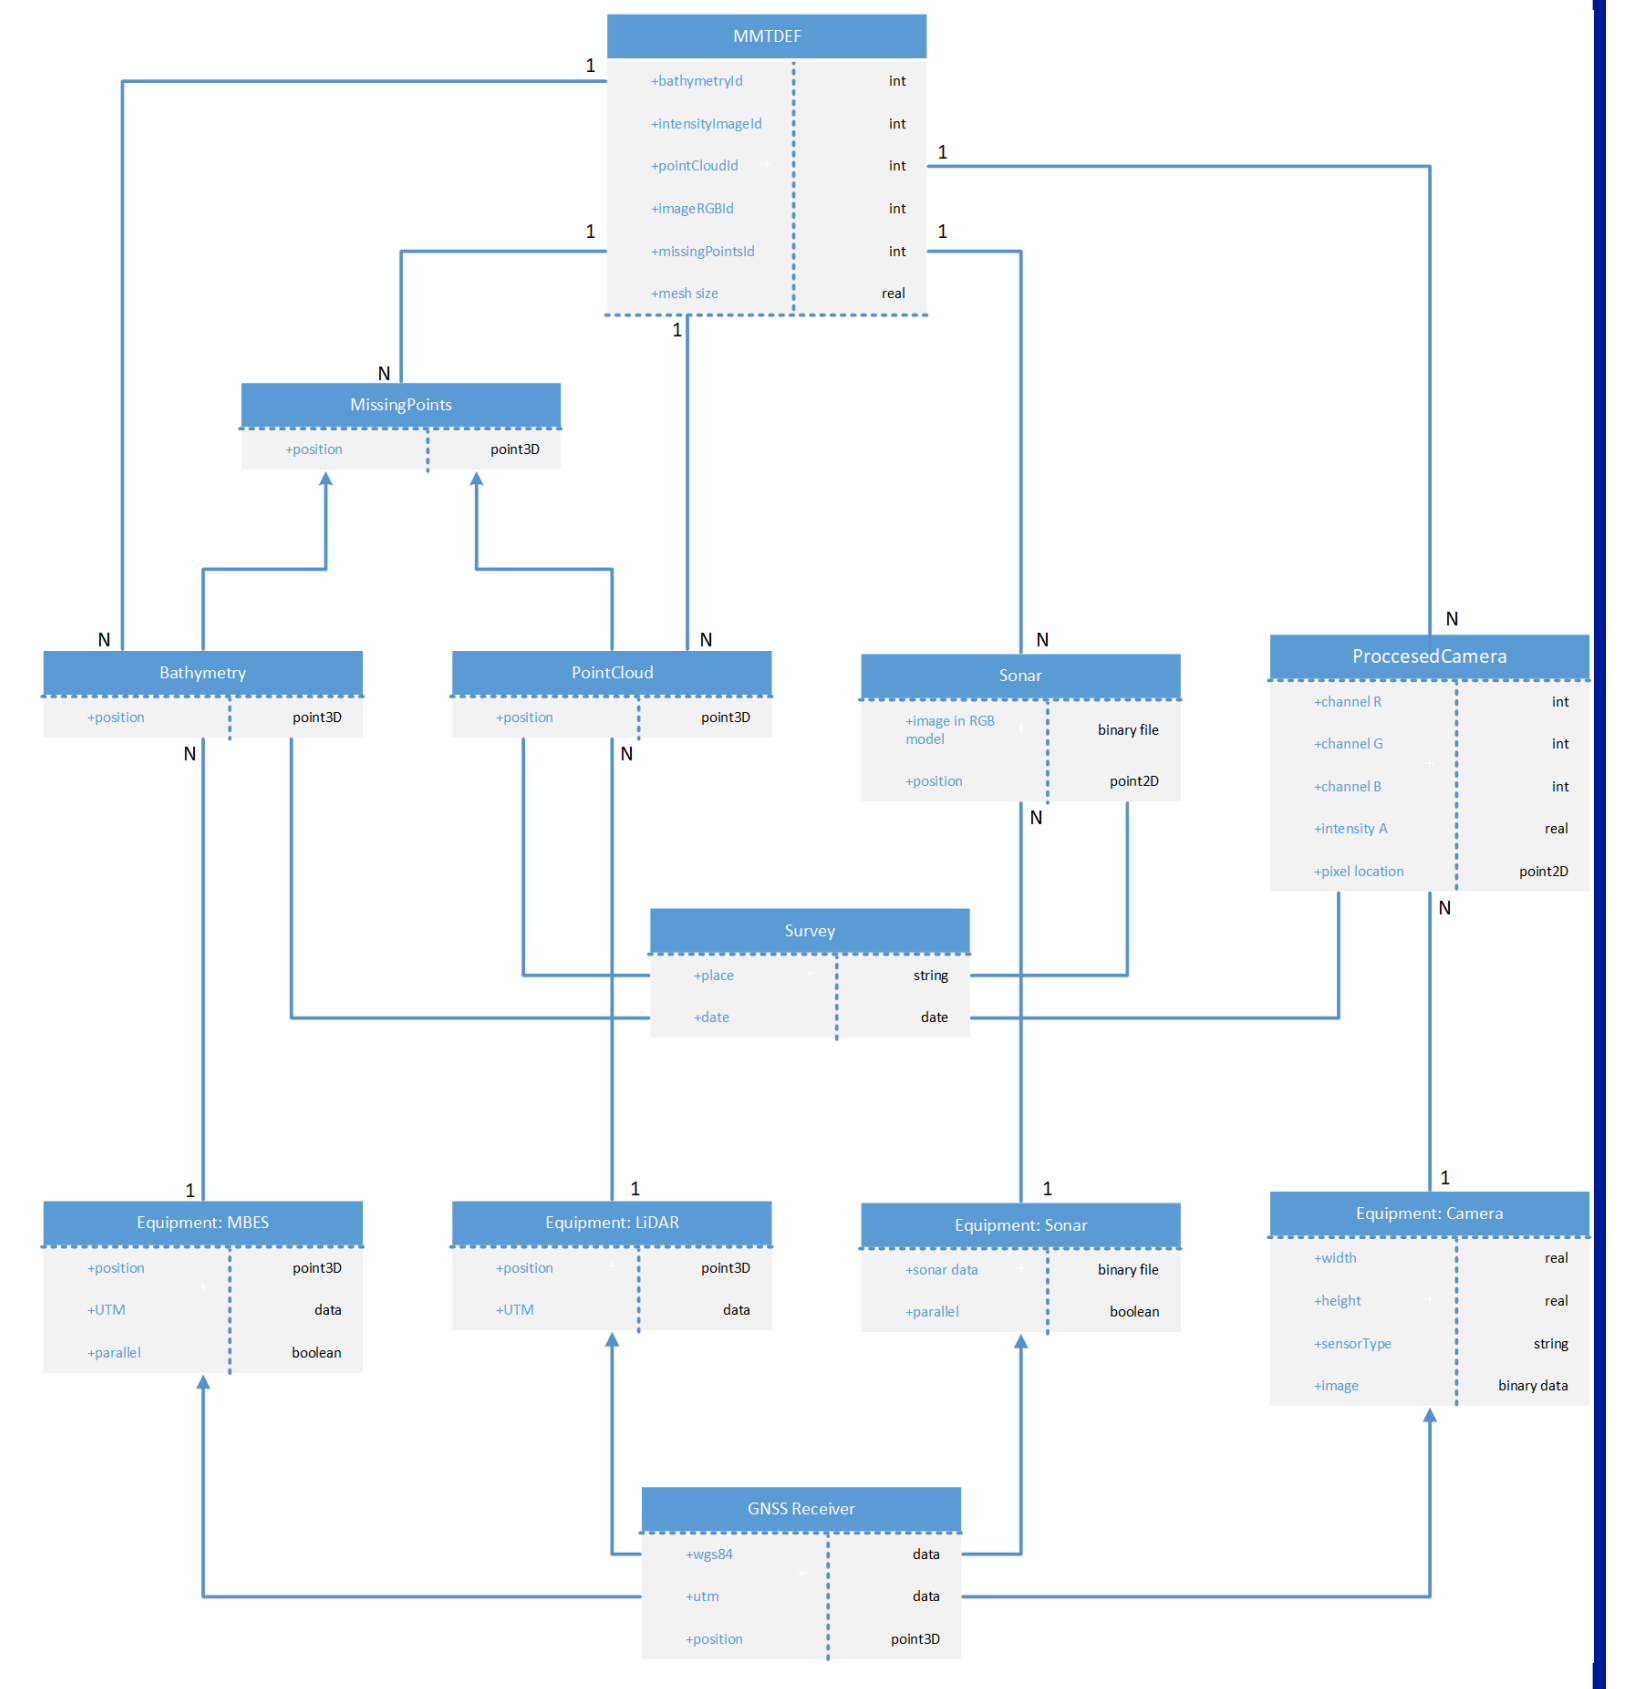 MMTDEF
1
+bathymetryId int
+intensityImageId int
1
+pointCloudId int
+imageRGBId int
1
1
+missingPointsId int
+mesh size real
1
N
MissingPoints
+position point3D
N
N
N
N
Bathymetry
+position point3D
N
PointCloud
+position point3D
N
Sonar
+image in RGB
model
binary file
+position point2D
N
ProccesedCamera
+channel R int
+channel G int
+channel B int
+intensity A real
+pixel location point2D
N
Survey
+place string
+date date
1
1
1
1
Equipment: MBES
+position point3D
+UTM data
+parallel boolean
Equipment: LiDAR
+position point3D
+UTM data
Equipment: Sonar
+sonar data binary file
+parallel boolean
Equipment: Camera
+width real
+height real
+sensorType string
+image binary data
GNSS Receiver
+wgs84 data
+utm data
+position point3D